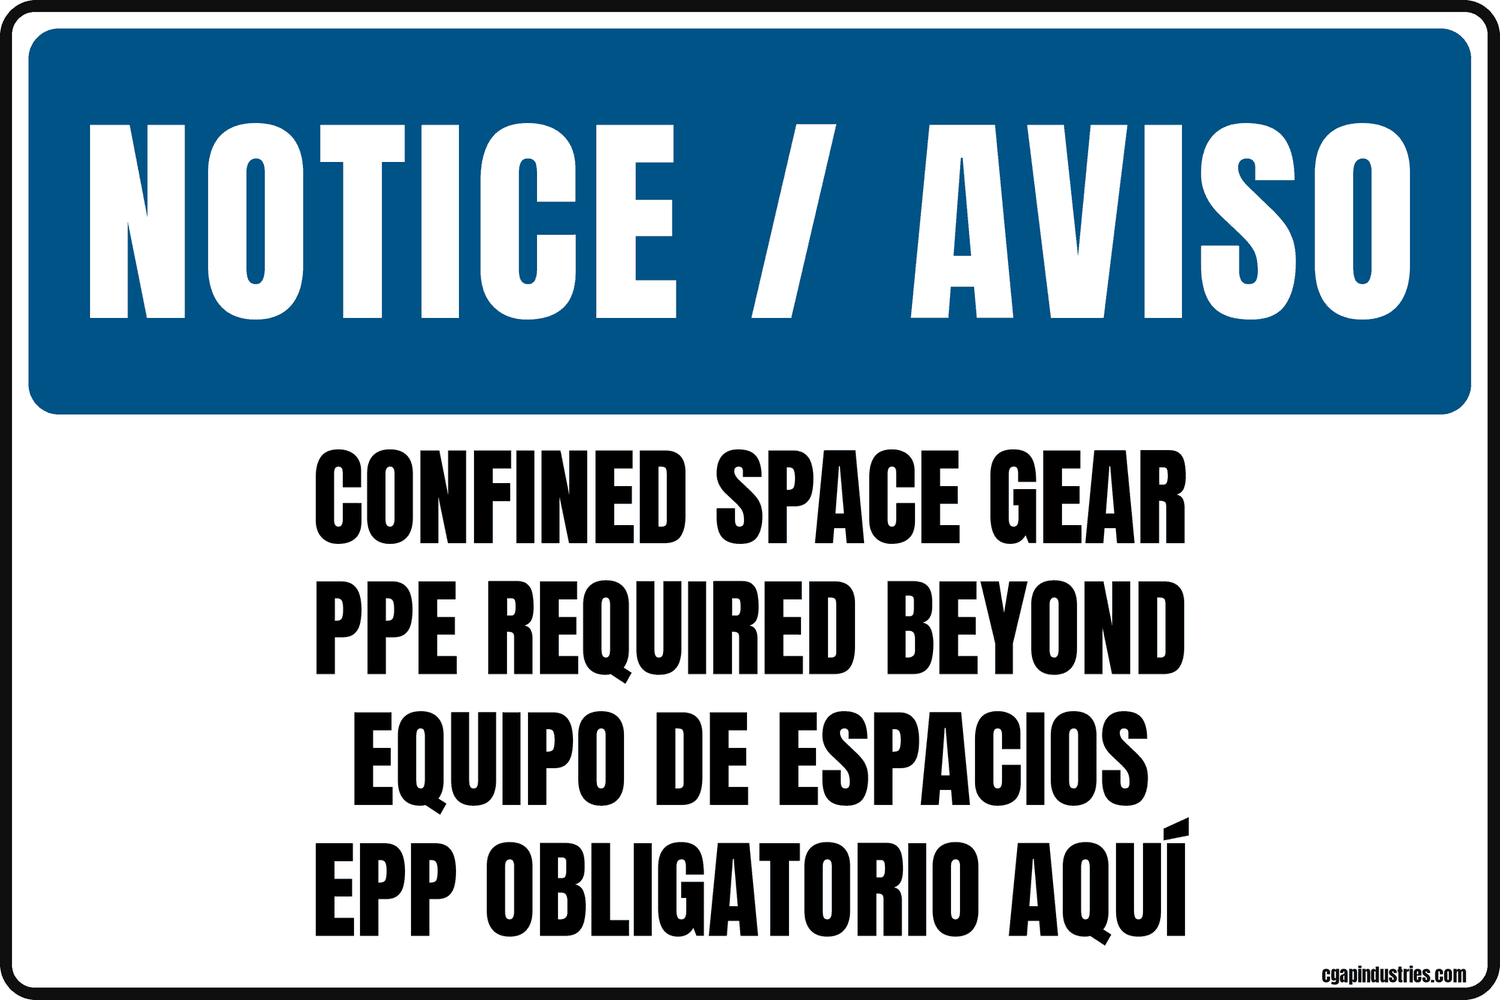 NOTICE / AVISO
CONFINED SPACE GEAR
PPE REQUIRED BEYOND
EQUIPO DE ESPACIOS
EPP OBLIGATORIO AQUÍ
cgapindustries.com